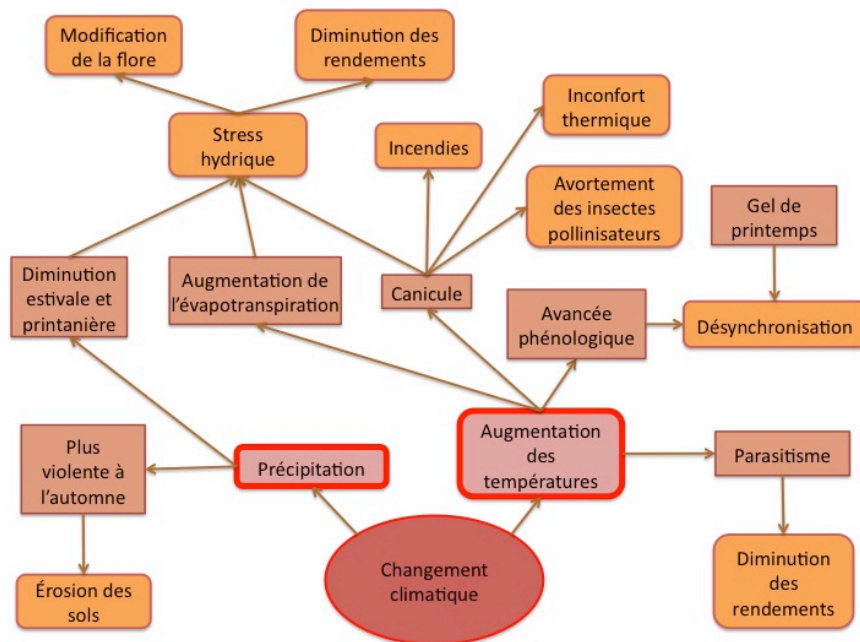 Modification
de la flore
Diminution des
rendements
Stress
hydrique
Incendies
Inconfort
thermique
Avortement
des insectes
pollinisateurs
Gel de
printemps
Diminution
estivale et
printanière
Augmentation de
l'évapotranspiration
Canicule
Avancée
phénologique
Désynchronisation
Plus
violente à
l'automne
Précipitation
Augmentation
des
températures
Parasitisme
Changement
climatique
Érosion des
sols
Diminution
des
rendements